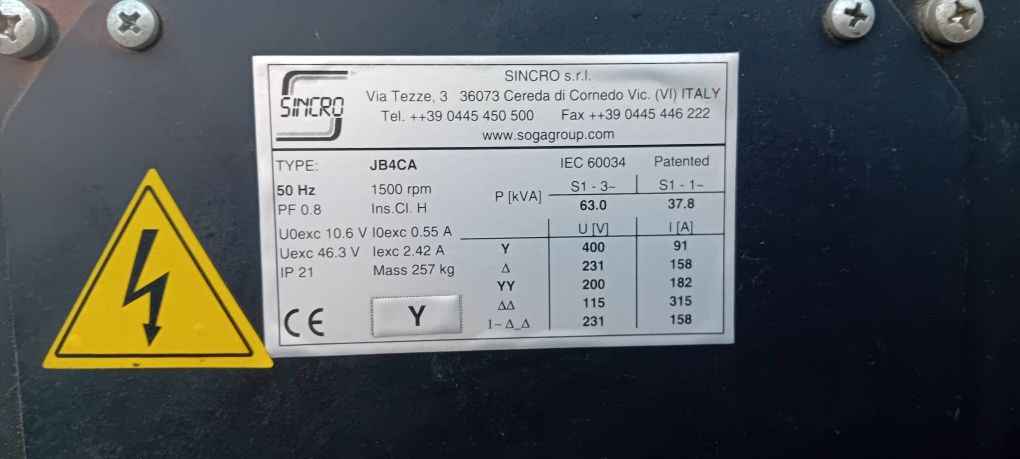 SINCRO
SINCRO s.r.l.
Via Tezze, 3 36073 Cereda di Cornedo Vic. (VI) ITALY
Tel. ++39 0445 450 500 Fax ++39 0445 446 222
www.sogagroup.com
TYPE: JB4CA
50 Hz 1500 rpm
PF 0.8 Ins.Cl. H
U0exc 10.6 V I0exc 0.55 A
Uexc 46.3 V Iexc 2.42 A
IP 21 Mass 257 kg
CE Y
IEC 60034 Patented
P [kVA] S1 - 3~ S1 - 1~
63.0 37.8
U [V] I [A]
Y 400 91
Δ 231 158
YY 200 182
ΔΔ 115 315
1~ Δ_Δ 231 158